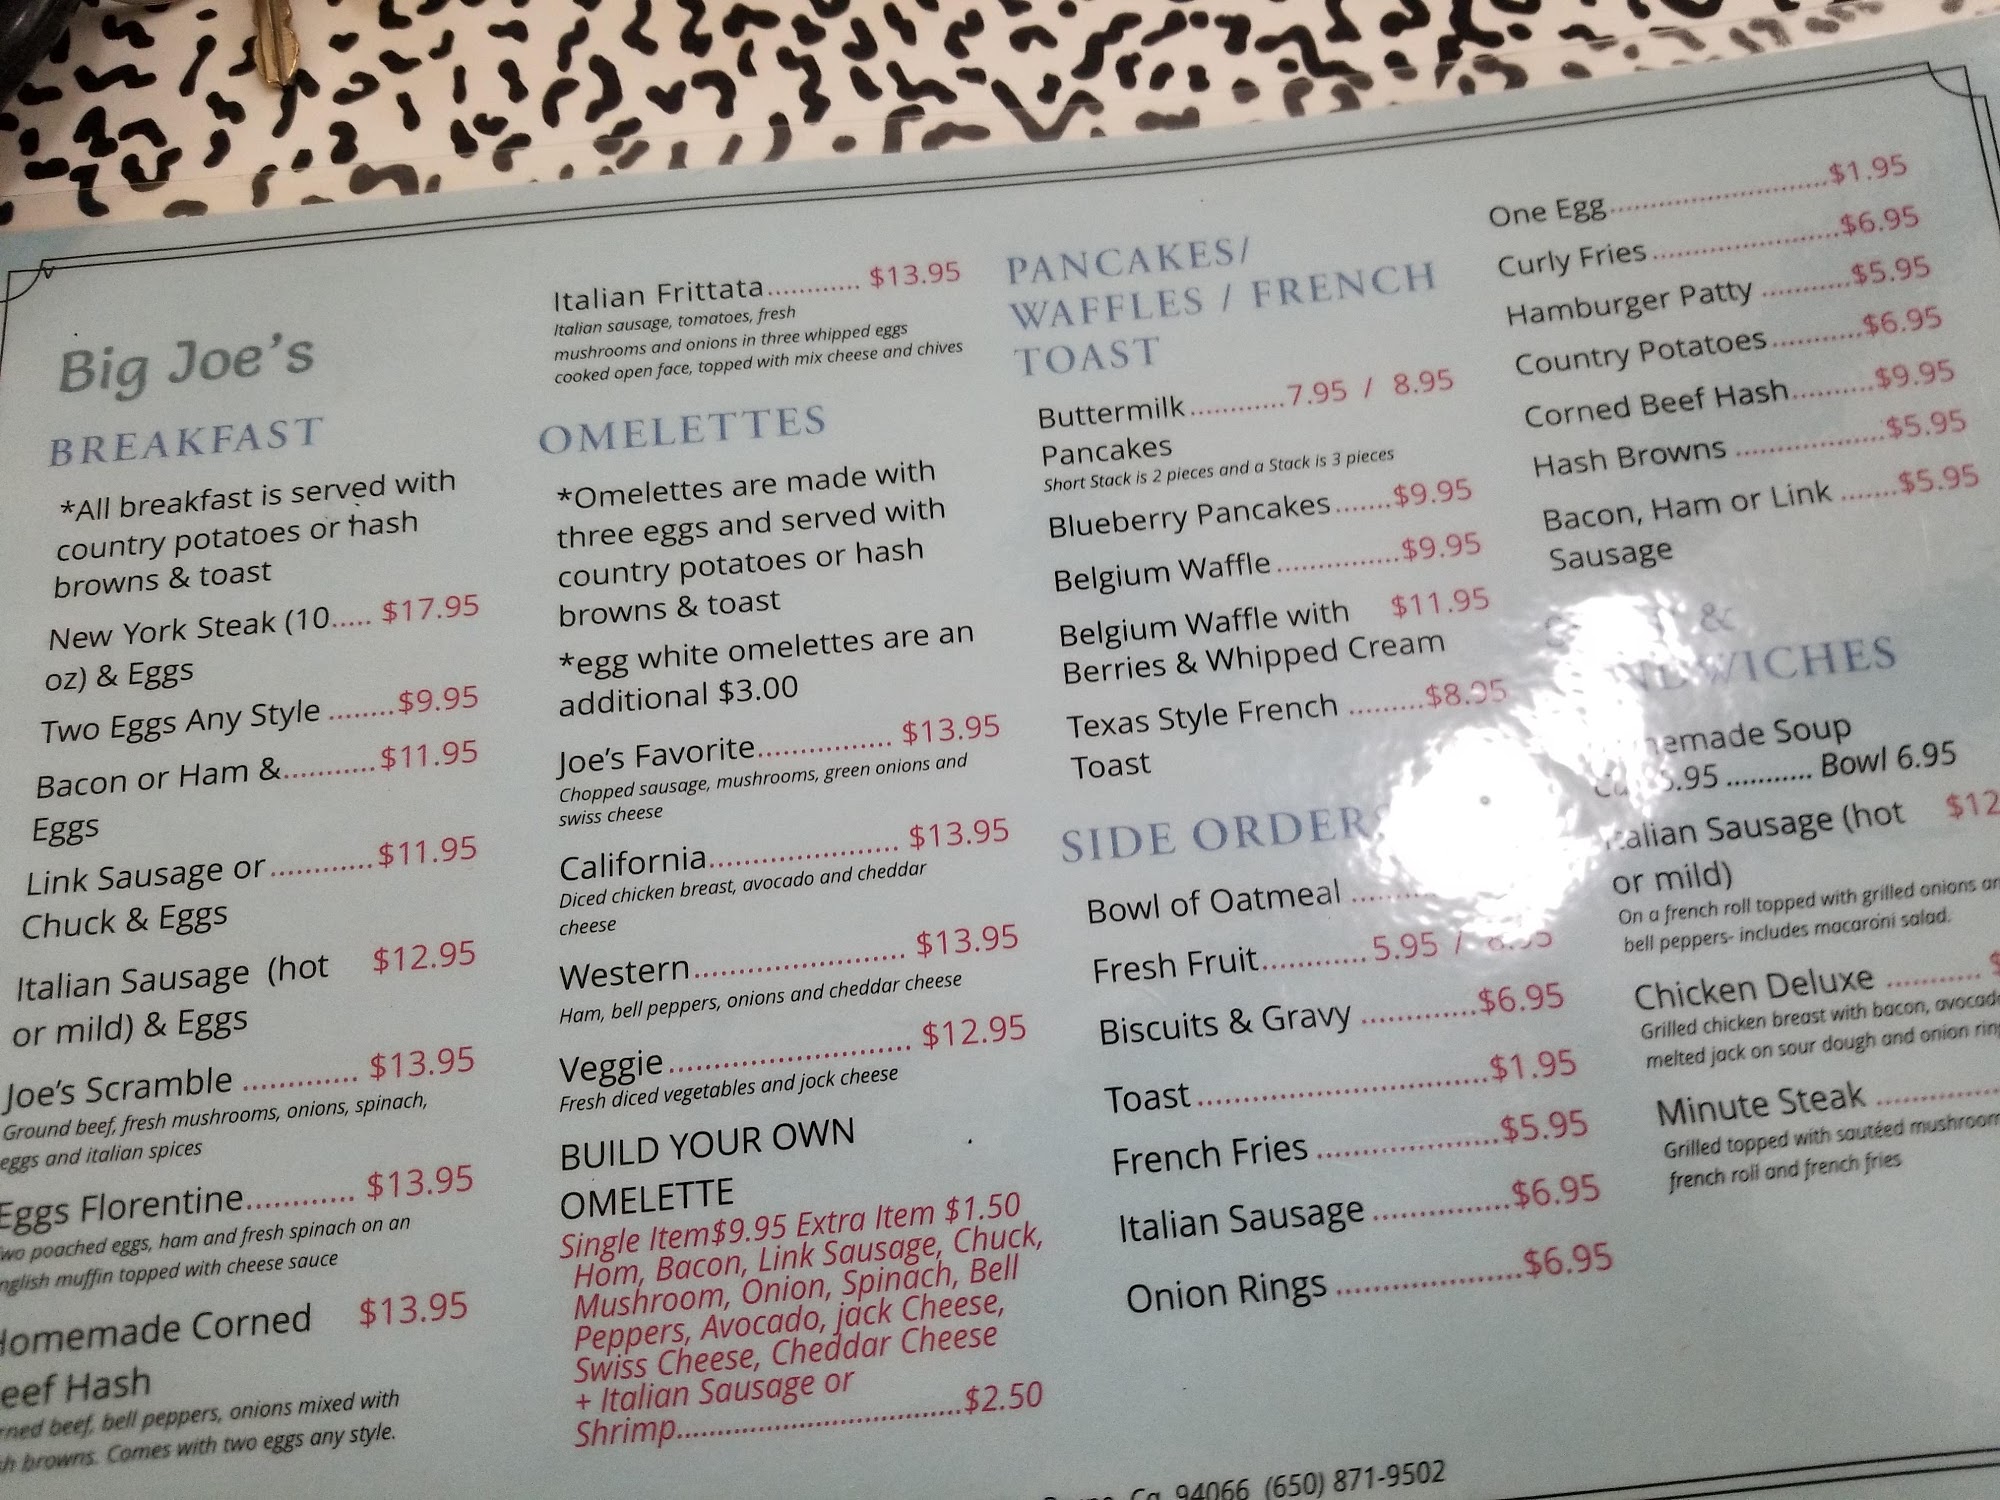 Big Joe's
BREAKFAST
*All breakfast is served with
country potatoes or hash
browns & toast
New York Steak (10..... $17.95
oz) & Eggs
Two Eggs Any Style ........$9.95
Bacon or Ham &...........$11.95
Eggs
Link Sausage or ............$11.95
Chuck & Eggs
Italian Sausage (hot $12.95
or mild) & Eggs
Joe's Scramble ............. $13.95
Ground beef, fresh mushrooms, onions, spinach,
eggs and italian spices
Eggs Florentine............ $13.95
poached eggs, ham and fresh spinach on an
muffin topped with cheese sauce
Corned $13.95
Hash
beef, bell peppers, onions mixed with
browns. Comes with two eggs any style.
Italian Frittata............ $13.95
Italian sausage, tomatoes, fresh
mushrooms and onions in three whipped eggs
cooked open face, topped with mix cheese and chives
OMELETTES
*Omelettes are made with
three eggs and served with
country potatoes or hash
browns & toast
*egg white omelettes are an
additional $3.00
Joe's Favorite................ $13.95
Chopped sausage, mushrooms, green onions and
swiss cheese
California...................... $13.95
Diced chicken breast, avocado and cheddar
cheese
Western........................ $13.95
Ham, bell peppers, onions and cheddar cheese
Veggie ........................... $12.95
Fresh diced vegetables and jock cheese
BUILD YOUR OWN
OMELETTE
Single Item$9.95 Extra Item $1.50
Hom, Bacon, Link Sausage, Chuck,
Mushroom, Onion, Spinach, Bell
Peppers, Avocado, jack Cheese,
Swiss Cheese, Cheddar Cheese
+ Italian Sausage or
Shrimp...............................$2.50
PANCAKES/
WAFFLES / FRENCH
TOAST
Buttermilk............7.95 / 8.95
Pancakes
Short Stack is 2 pieces and a Stack is 3 pieces
Blueberry Pancakes.......$9.95
Belgium Waffle ...............$9.95
Belgium Waffle with $11.95
Berries & Whipped Cream
Texas Style French .........$8.95
Toast
SIDE ORDERS
Bowl of Oatmeal ........
Fresh Fruit............ 5.95 /
Biscuits & Gravy .............$6.95
Toast ................................$1.95
French Fries ....................$5.95
Italian Sausage ...............$6.95
Onion Rings ....................$6.95
One Egg..........................$1.95
Curly Fries ......................$6.95
Hamburger Patty ...........$5.95
Country Potatoes ...........$6.95
Corned Beef Hash..........$9.95
Hash Browns ..................$5.95
Bacon, Ham or Link .......$5.95
Sausage
&
Soup
........... Bowl 6.95
Italian Sausage (hot
or mild)
On a french roll topped with grilled onions
bell peppers- includes macaroni salad.
Chicken Deluxe ............
Grilled chicken breast with bacon,
melted jack on sour dough and onion
Minute Steak ...............
Grilled topped with sautéed
french roll and french fries
Ca 94066 (650) 871-9502